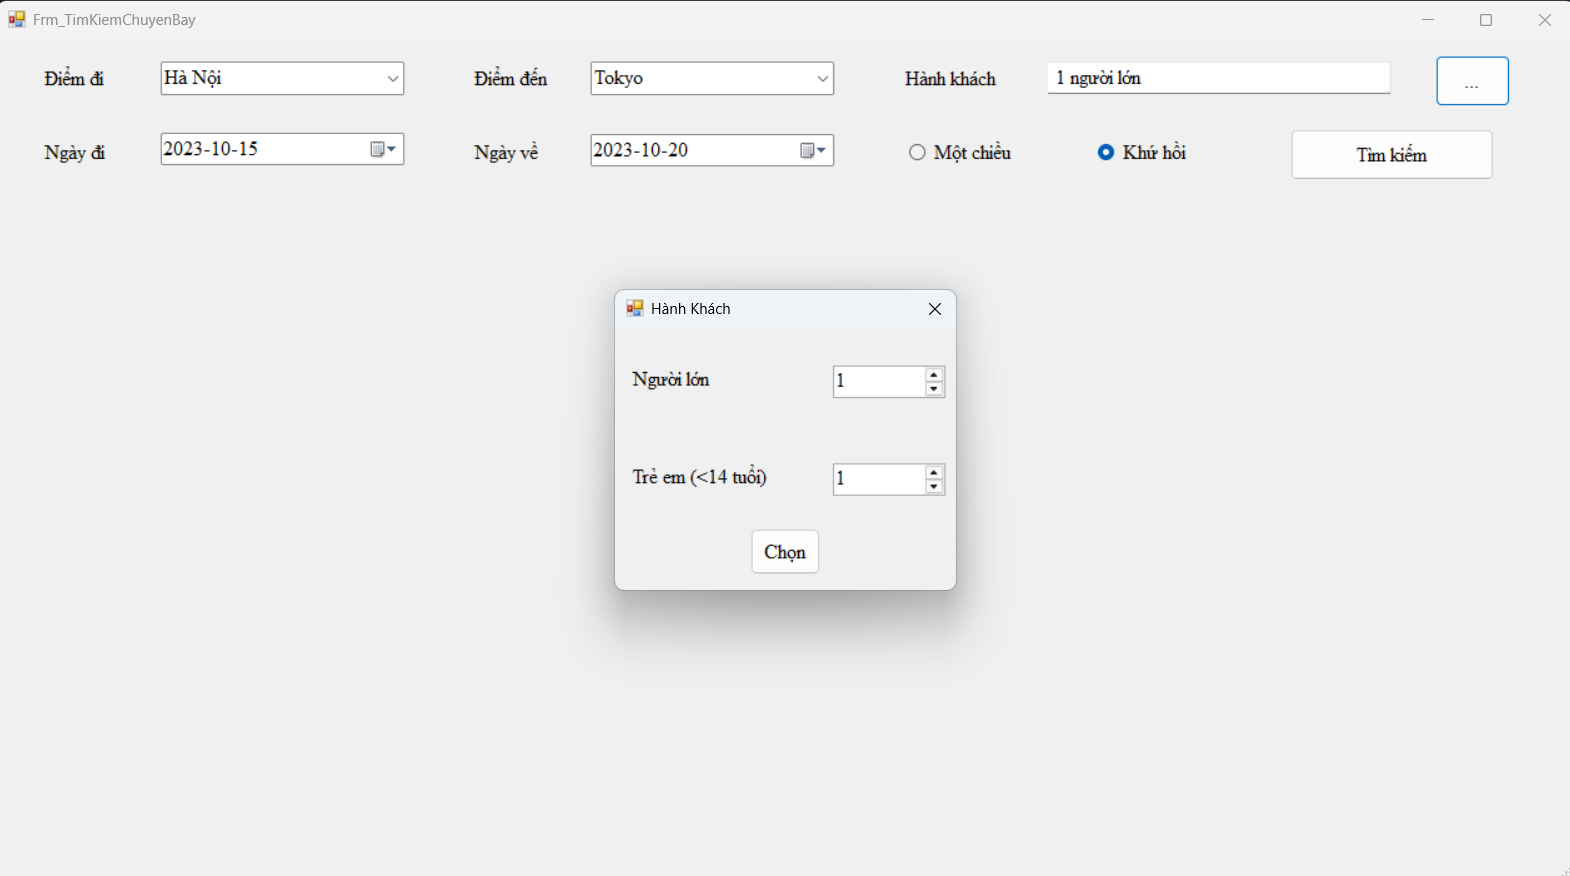 Frm_TimKiemChuyenBay
Điểm đi Hà Nội Điểm đến Tokyo Hành khách 1 người lớn ...
Ngày đi 2023-10-15 Ngày về 2023-10-20 Một chiều Khứ hồi Tìm kiếm
Hành Khách
Người lớn 1
Trẻ em (<14 tuổi) 1
Chọn